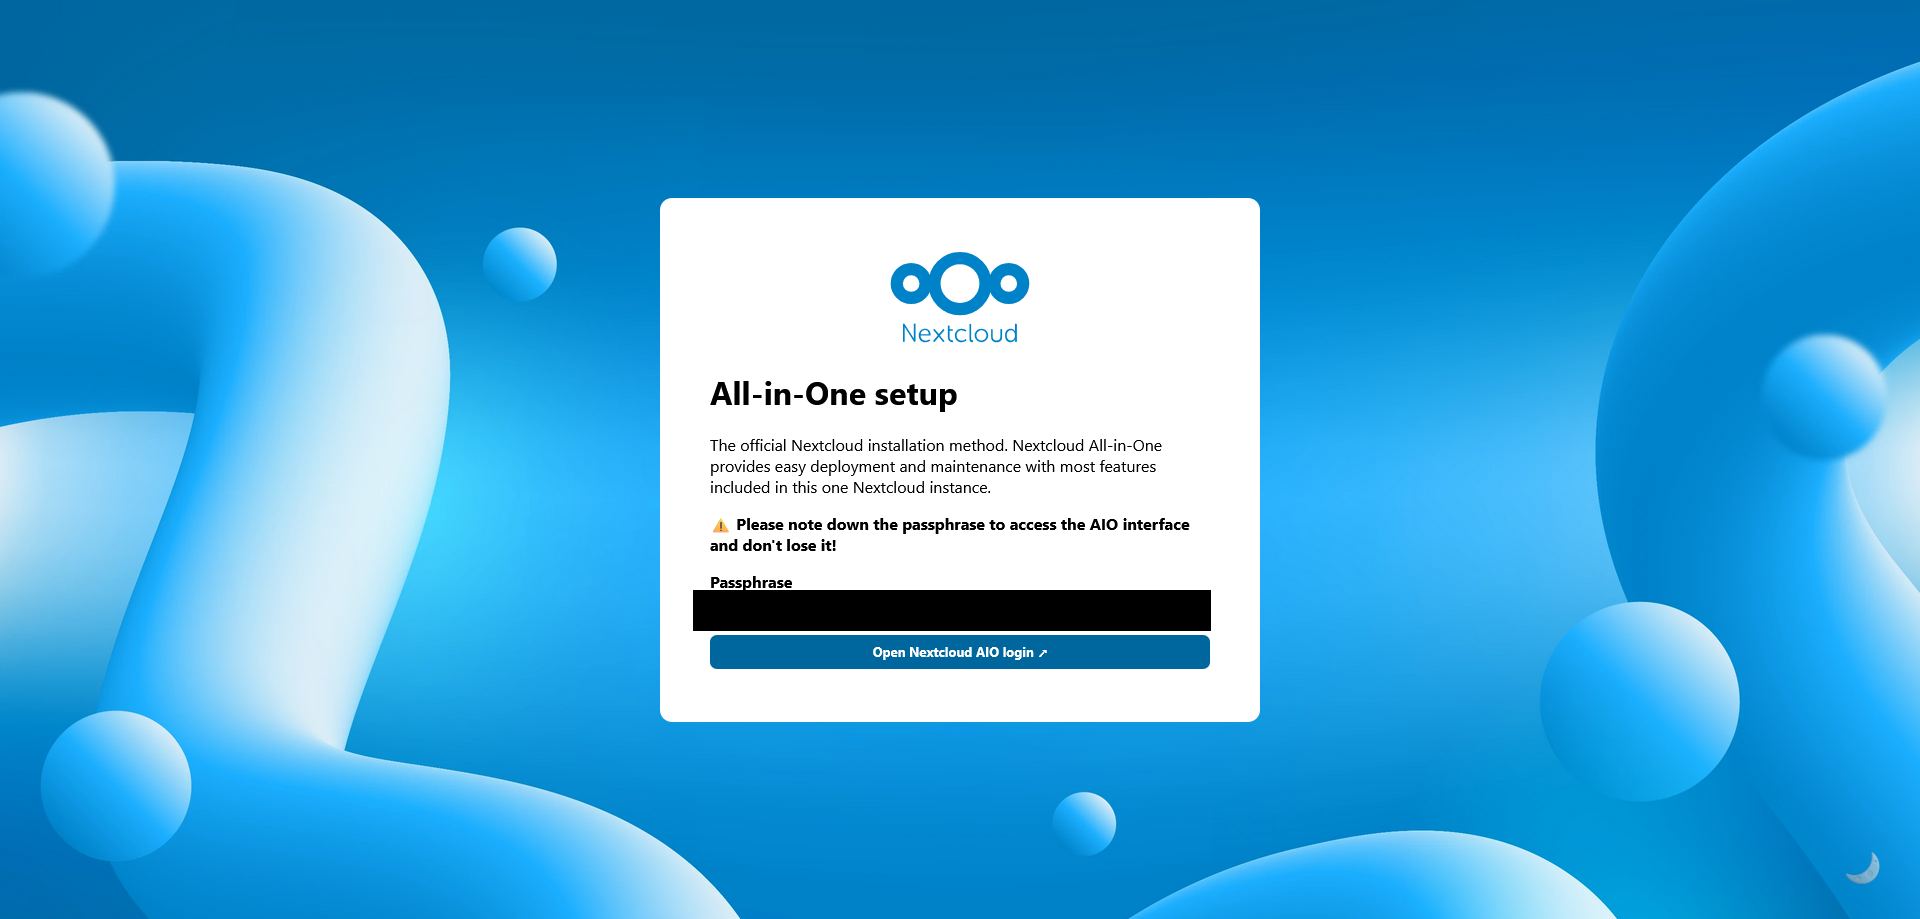 Nextcloud
All-in-One setup
The official Nextcloud installation method. Nextcloud All-in-One
provides easy deployment and maintenance with most features
included in this one Nextcloud instance.
⚠️ Please note down the passphrase to access the AIO interface
and don't lose it!
Passphrase
Open Nextcloud AIO login ↗